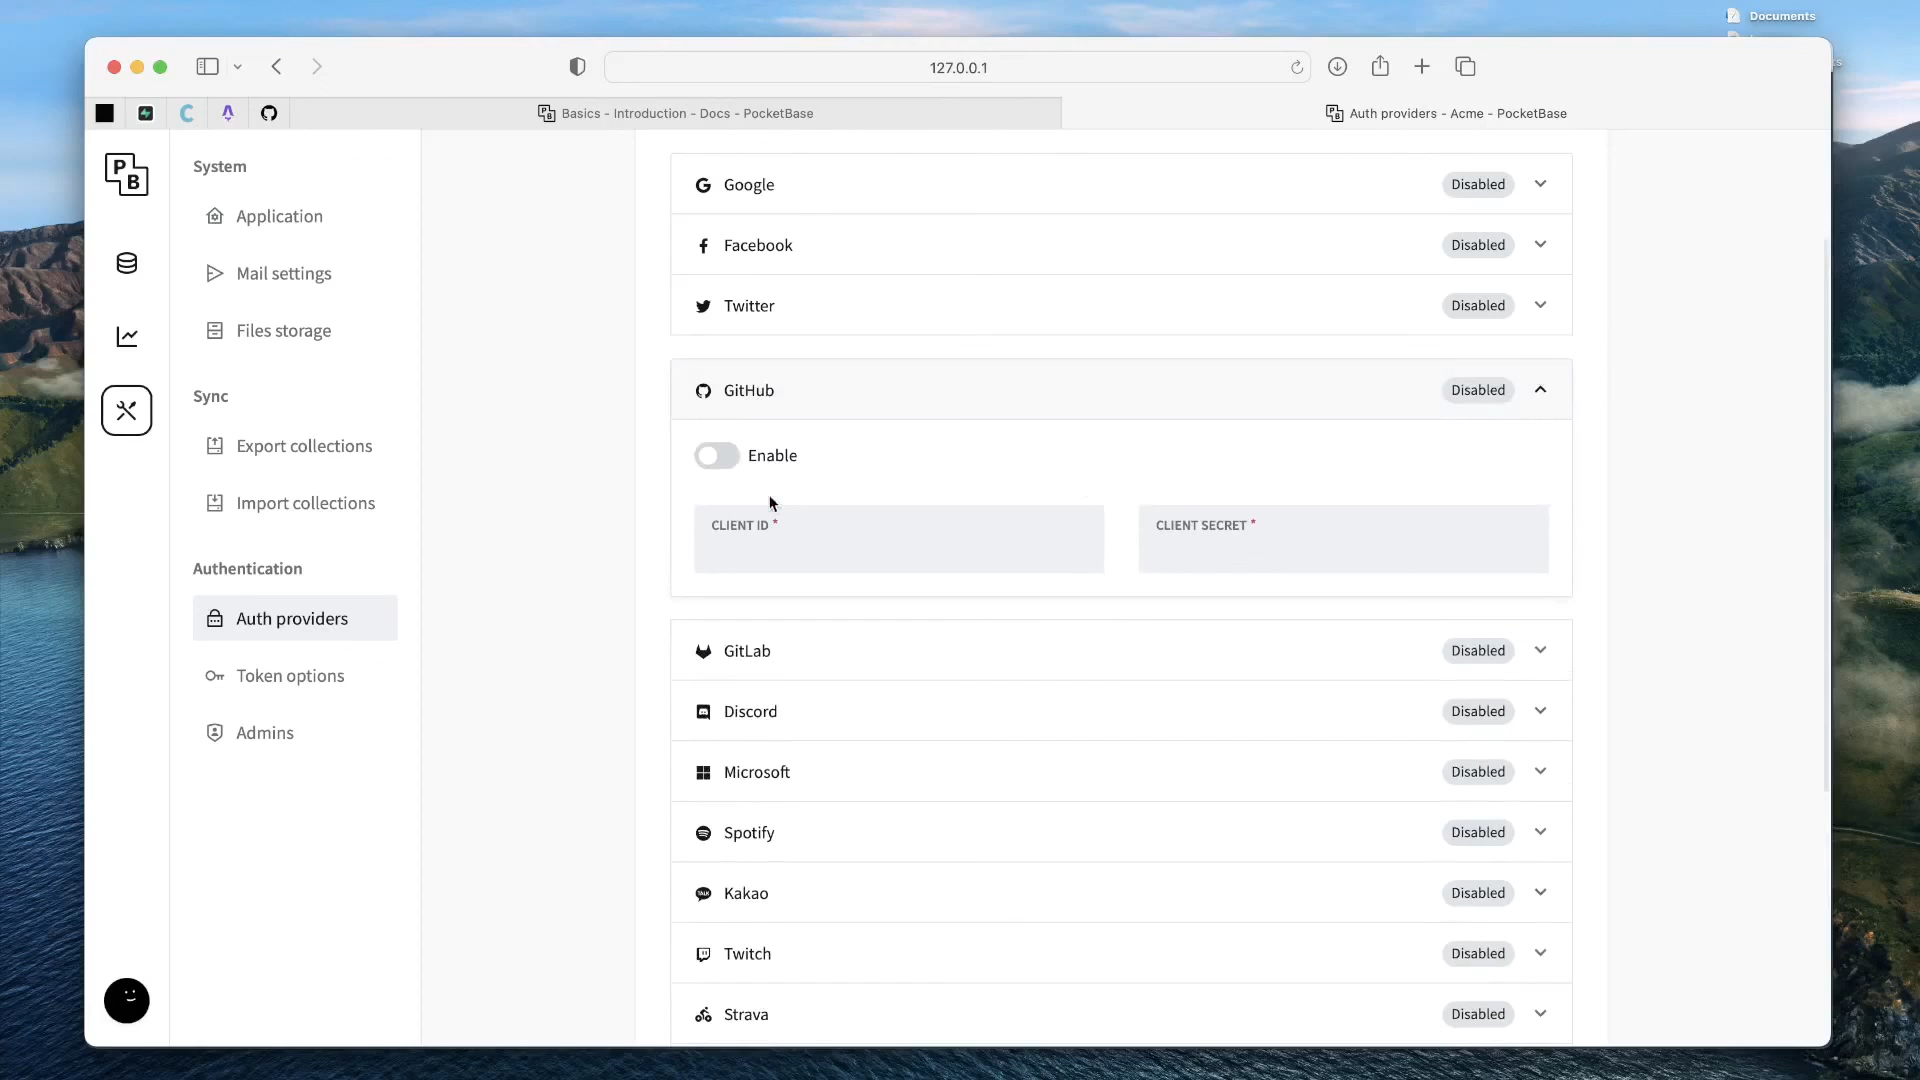 Documents
127.0.0.1
Basics - Introduction - Docs - PocketBase
Auth providers - Acme - PocketBase
P
B
System
Application
Mail settings
Files storage
Sync
Export collections
Import collections
Authentication
Auth providers
Token options
Admins
Google Disabled
Facebook Disabled
Twitter Disabled
GitHub Disabled
Enable
CLIENT ID *
CLIENT SECRET *
GitLab Disabled
Discord Disabled
Microsoft Disabled
Spotify Disabled
Kakao Disabled
Twitch Disabled
Strava Disabled